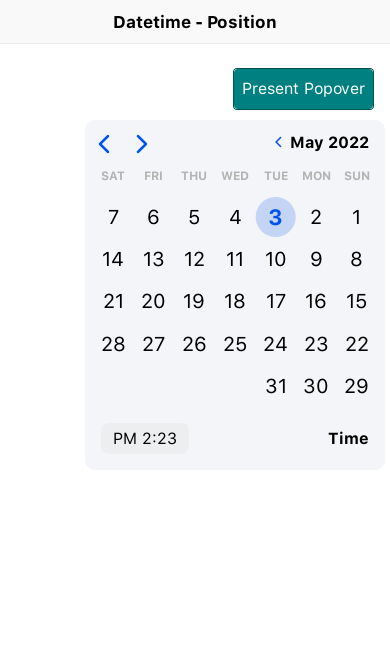 Datetime - Position
Present Popover
May 2022
SAT FRI THU WED TUE MON SUN
7 6 5 4 3 2 1
14 13 12 11 10 9 8
21 20 19 18 17 16 15
28 27 26 25 24 23 22
31 30 29
PM 2:23 Time